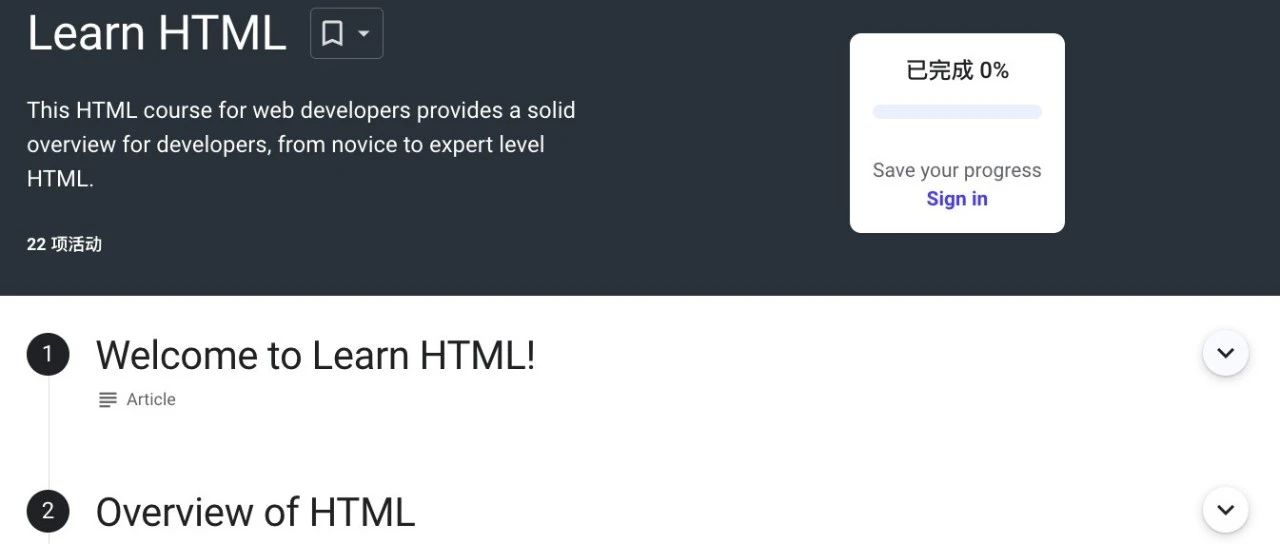 Learn HTML
This HTML course for web developers provides a solid
overview for developers, from novice to expert level
HTML.
22 项活动
已完成 0%
Save your progress
Sign in
1 Welcome to Learn HTML!
Article
2 Overview of HTML